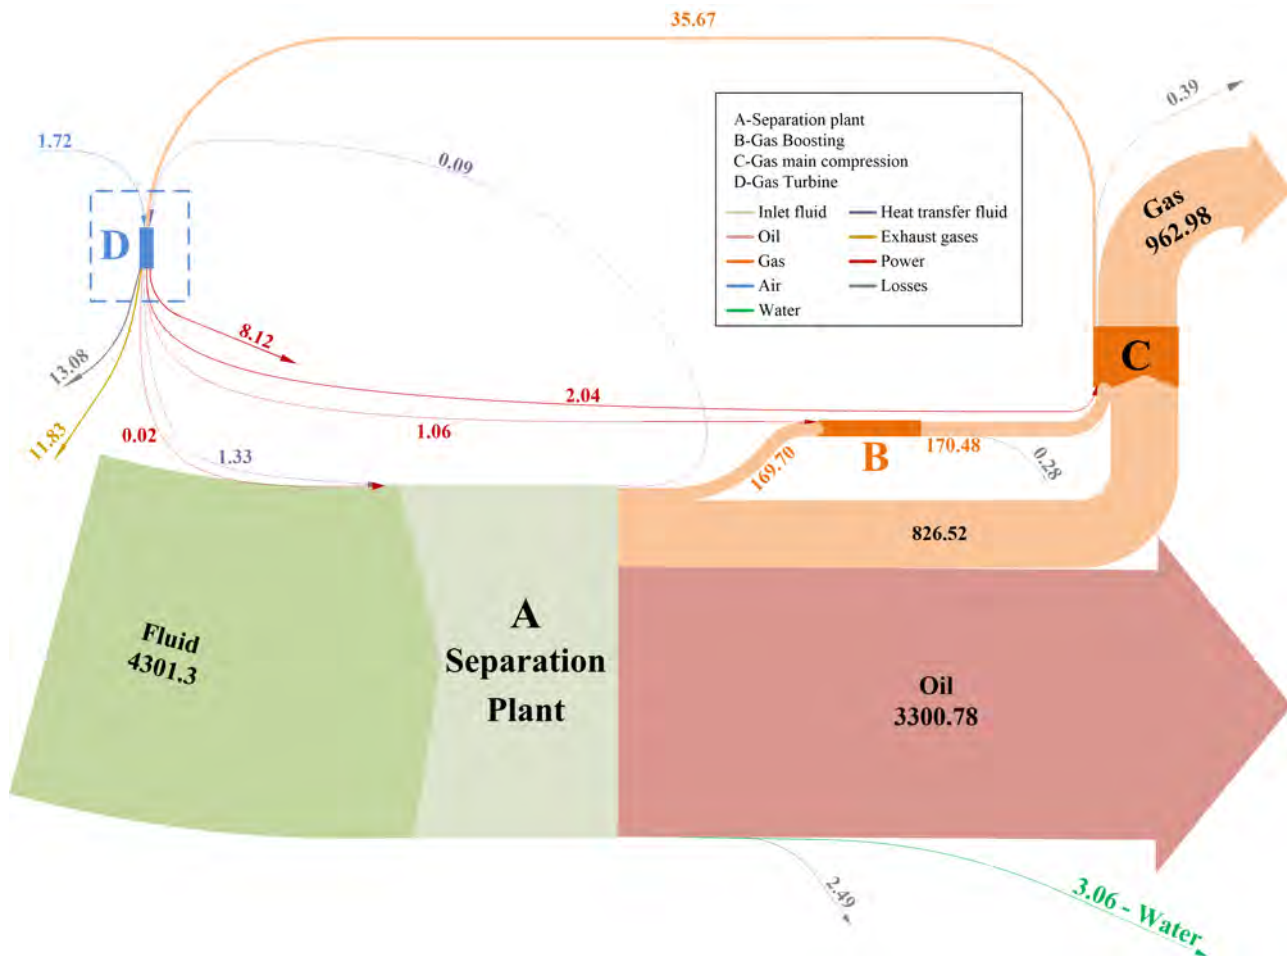 35.67
0.39
A-Separation plant
B-Gas Boosting
C-Gas main compression
D-Gas Turbine
Inlet fluid
Heat transfer fluid
Oil
Exhaust gases
Gas
Power
Air
Losses
Water
1.72
0.09
Gas
962.98
D
8.12
13.08
C
2.04
11.83
0.02
1.06
1.33
169.70
B
170.48
0.28
826.52
Fluid
4301.3
A
Separation
Plant
Oil
3300.78
2.49
3.06 - Water